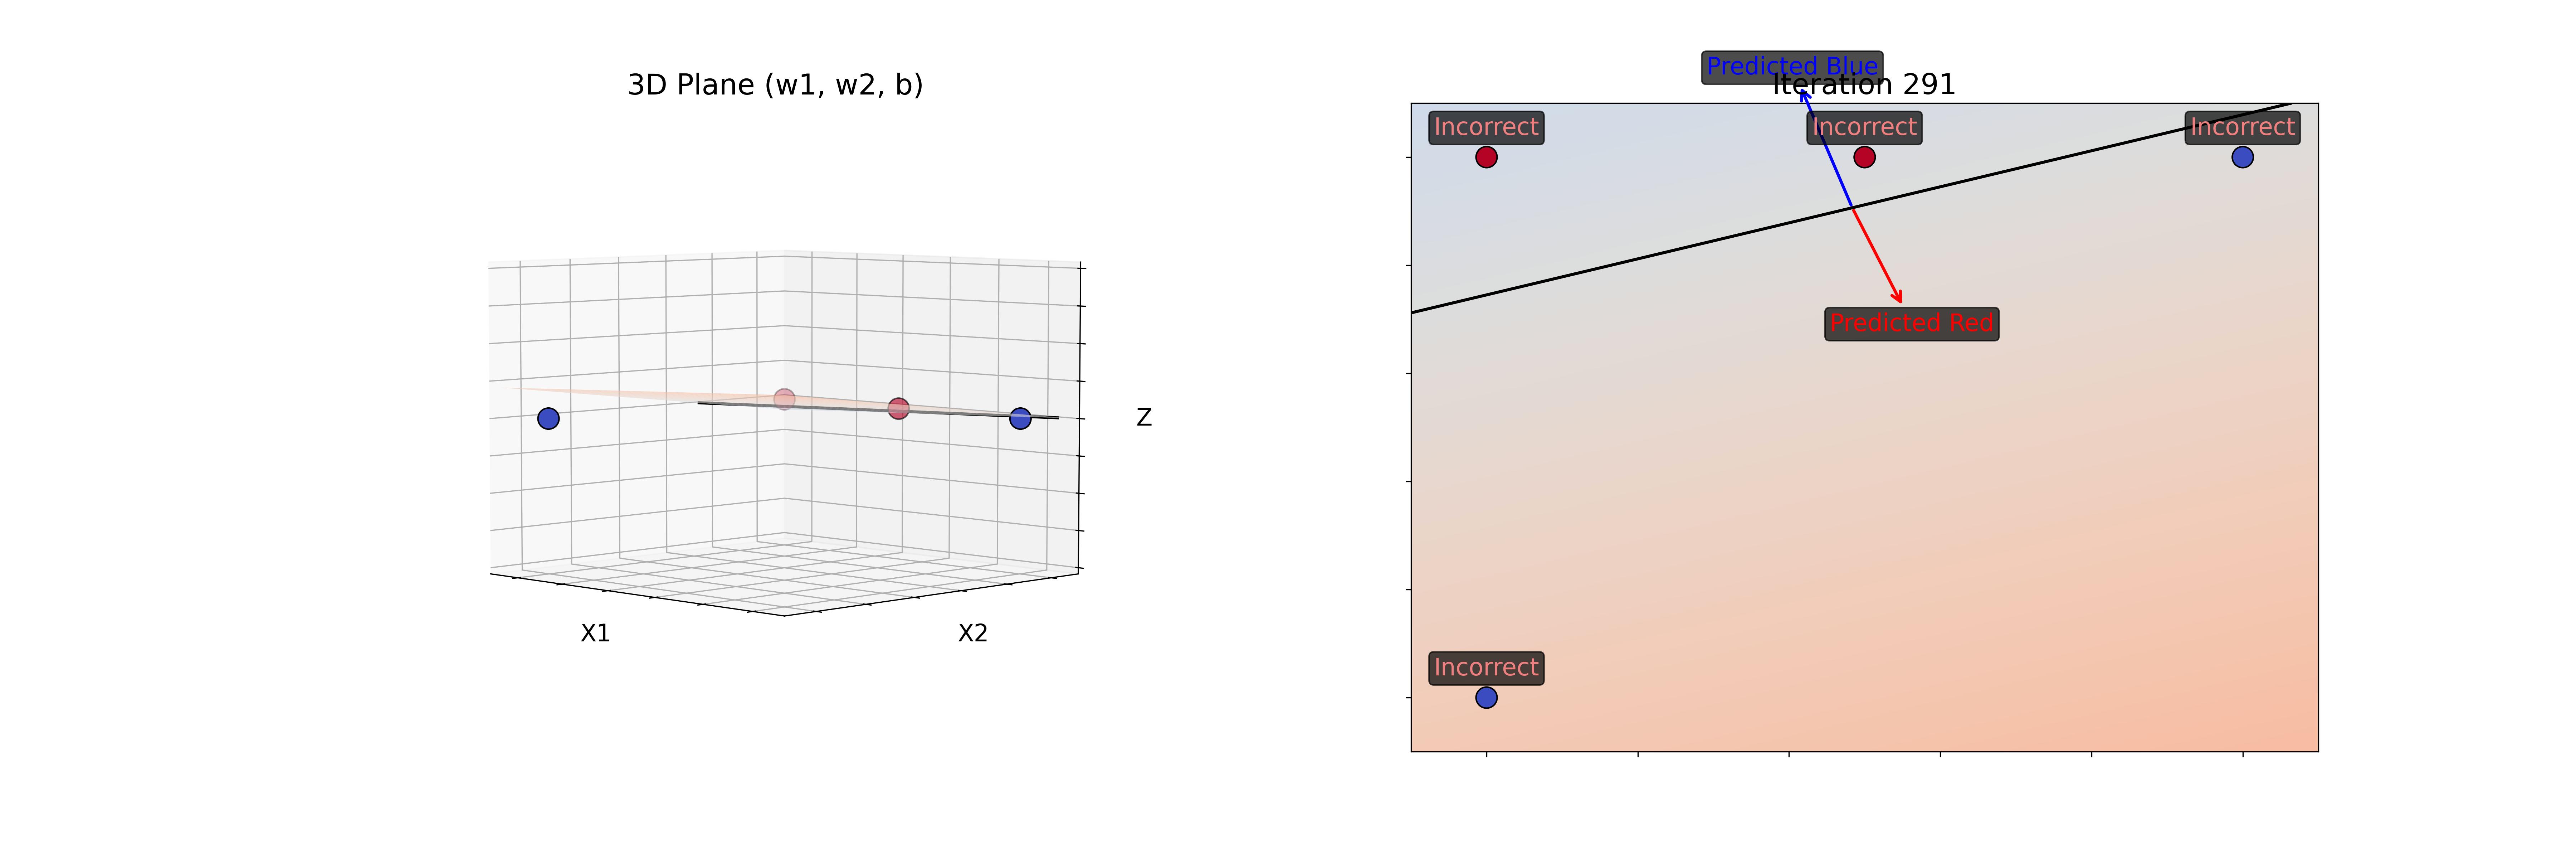 3D Plane (w1, w2, b)
Z
X1
X2
Predicted Blue
Iteration 291
Incorrect
Incorrect
Incorrect
Predicted Red
Incorrect